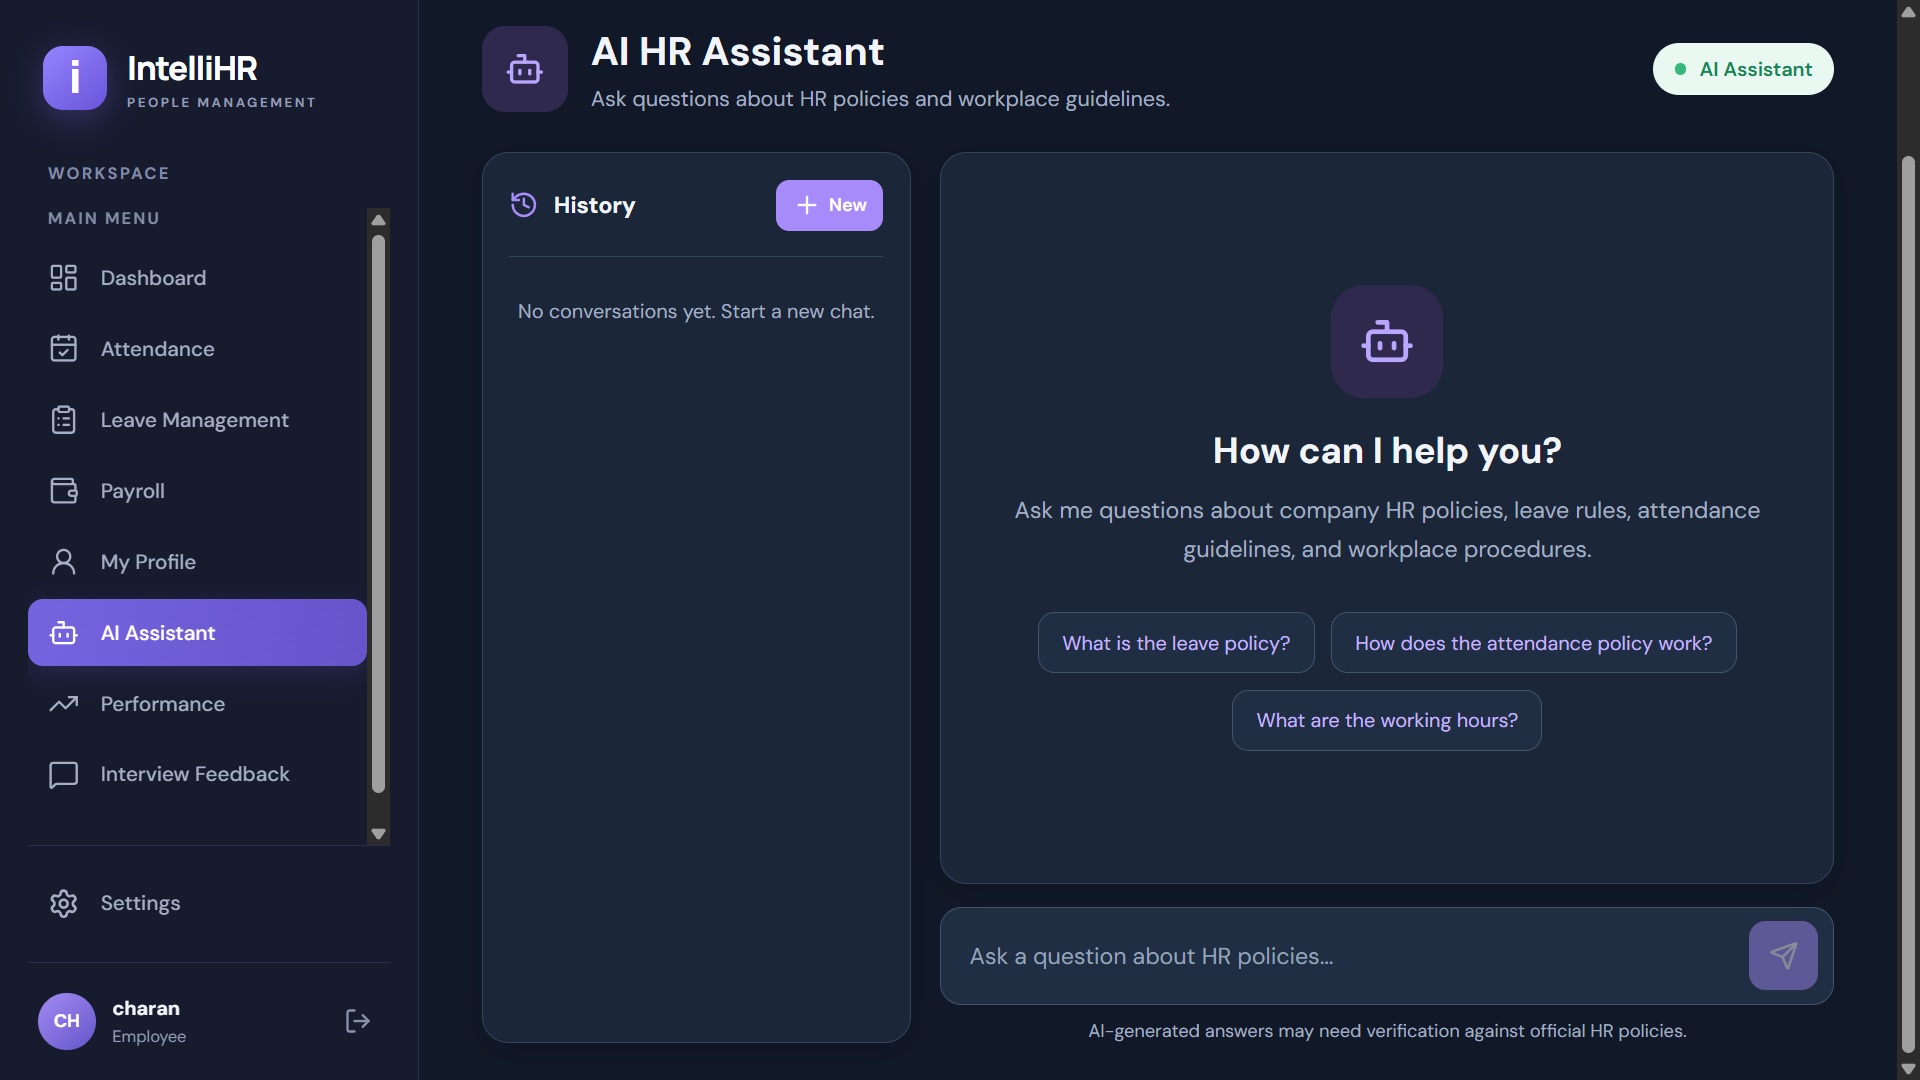 i
IntelliHR
PEOPLE MANAGEMENT
WORKSPACE
MAIN MENU
Dashboard
Attendance
Leave Management
Payroll
My Profile
AI Assistant
Performance
Interview Feedback
Settings
CH
charan
Employee
AI HR Assistant
Ask questions about HR policies and workplace guidelines.
AI Assistant
History
New
No conversations yet. Start a new chat.
How can I help you?
Ask me questions about company HR policies, leave rules, attendance
guidelines, and workplace procedures.
What is the leave policy?
How does the attendance policy work?
What are the working hours?
Ask a question about HR policies...
AI-generated answers may need verification against official HR policies.